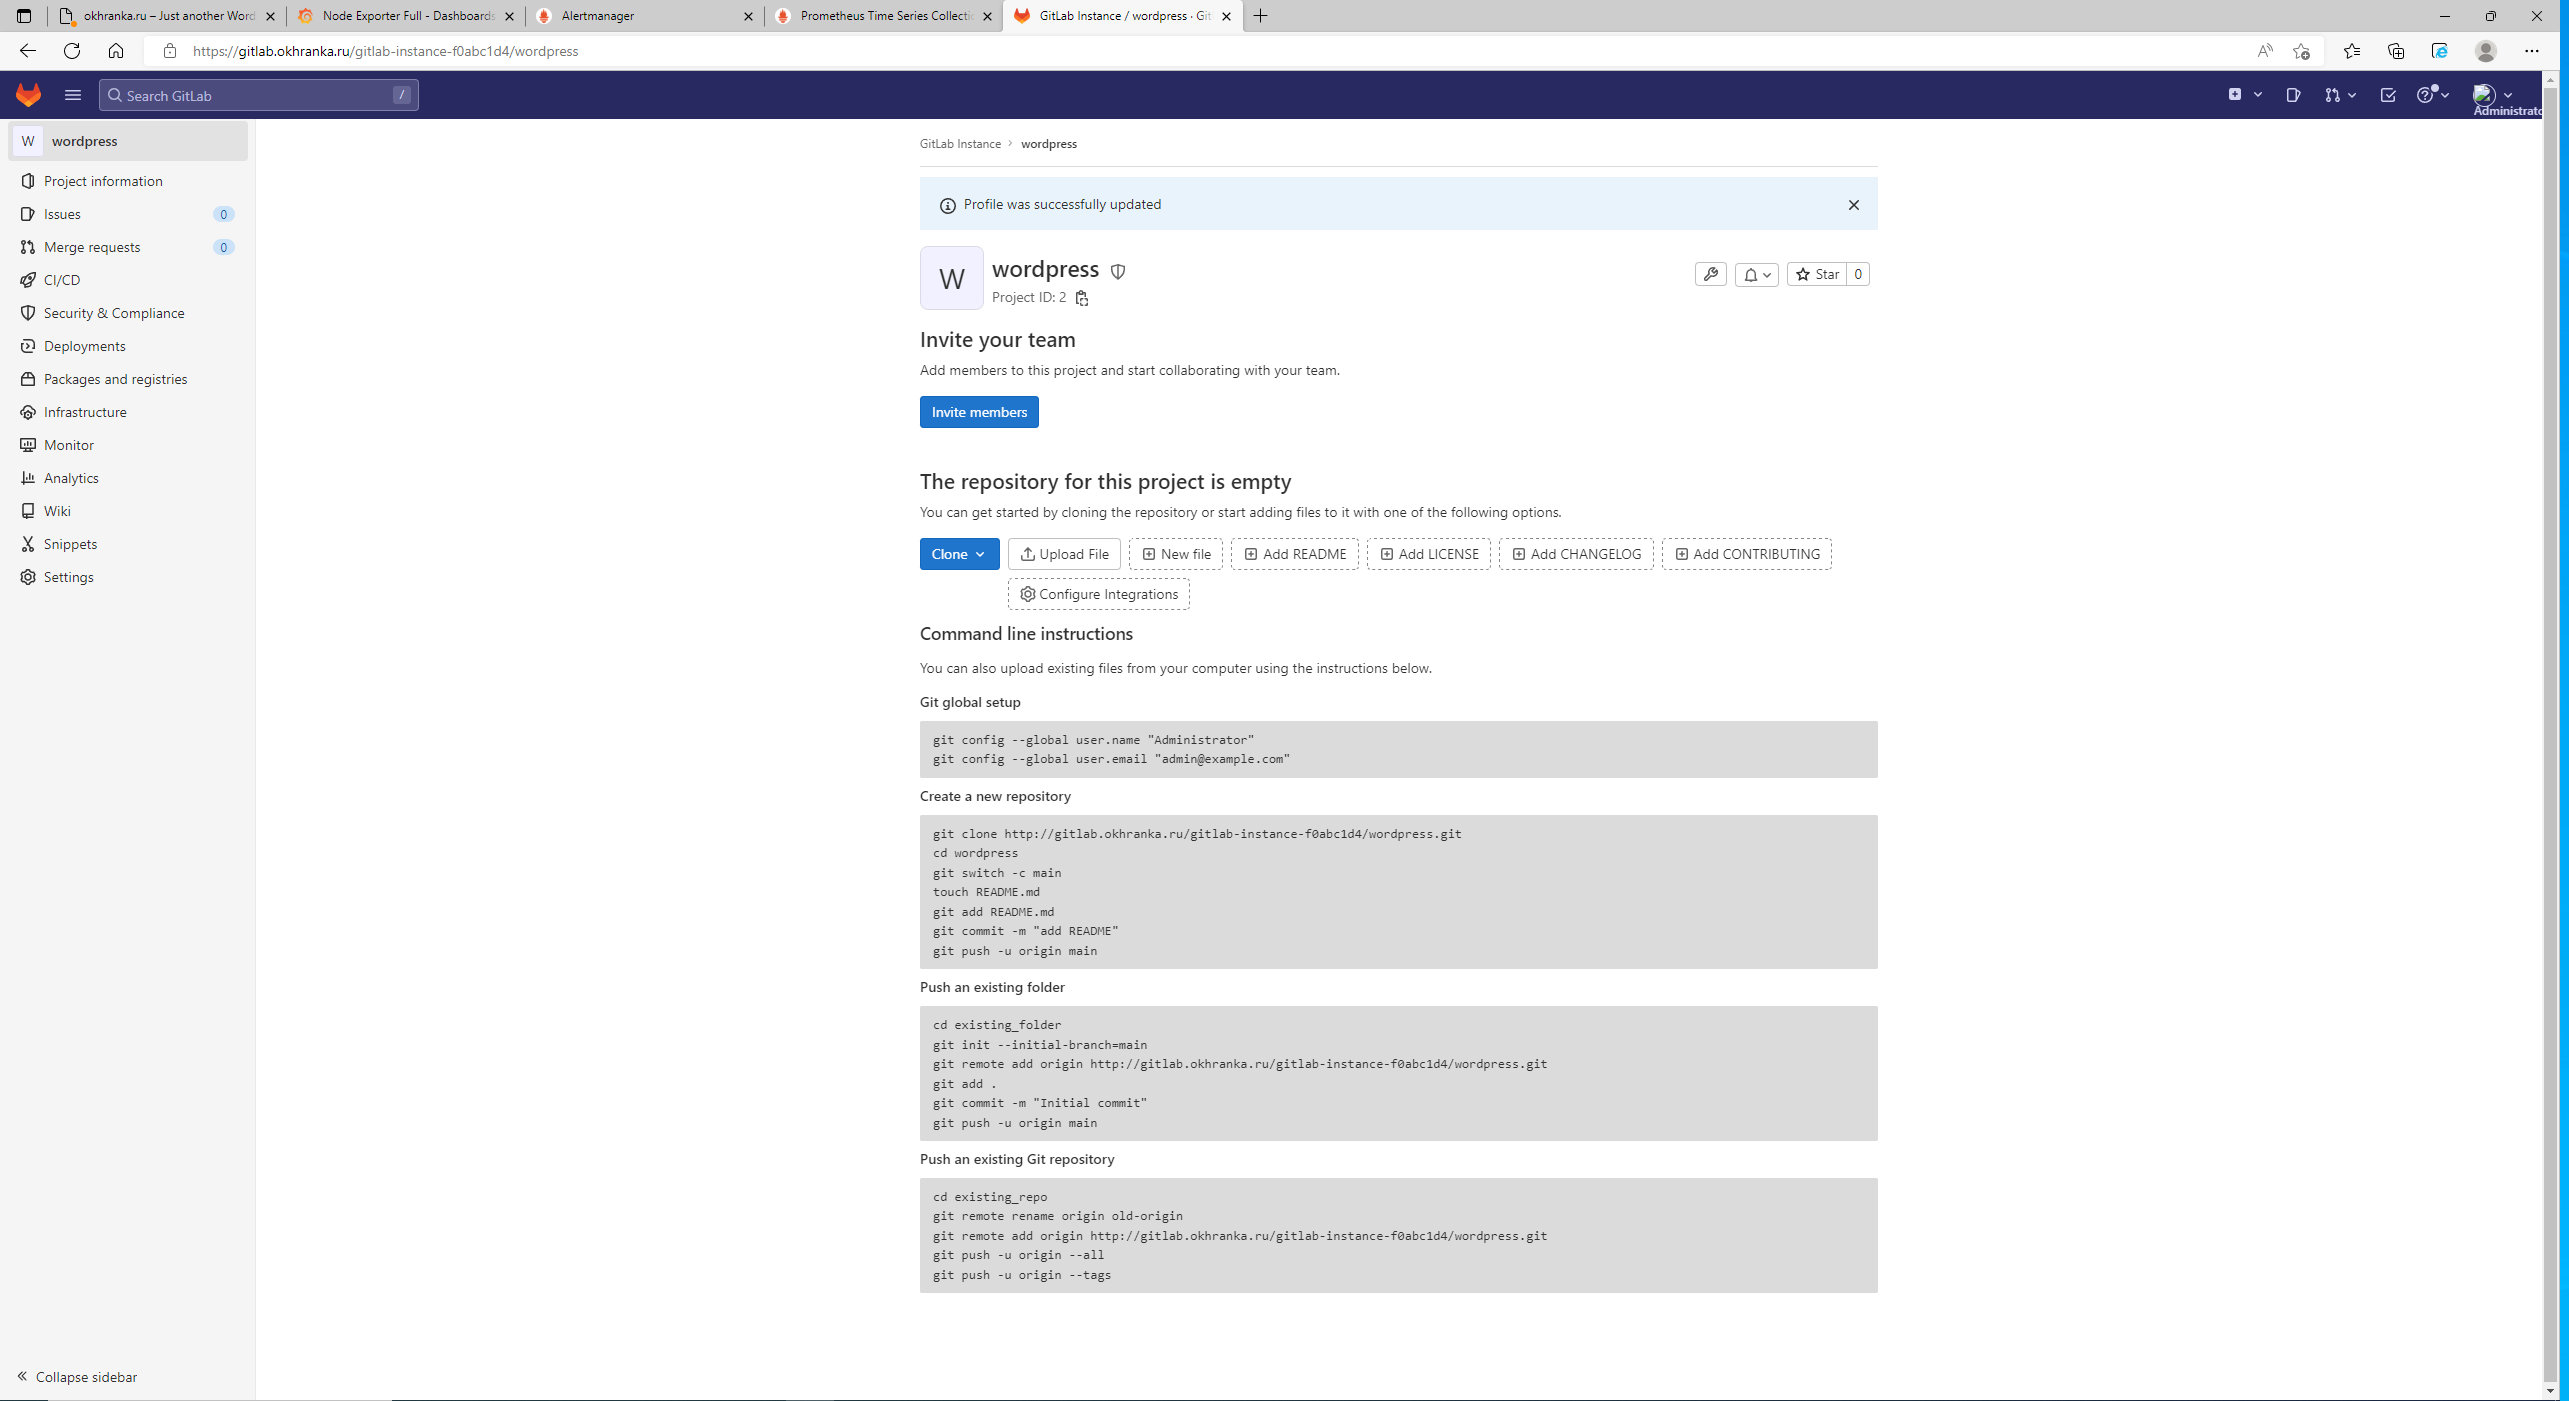 okhranka.ru – Just another Word
Node Exporter Full - Dashboards
Alertmanager
Prometheus Time Series Collecti
GitLab Instance / wordpress · Git
https://gitlab.okhranka.ru/gitlab-instance-f0abc1d4/wordpress
Search GitLab /
Administrato
W wordpress
Project information
Issues 0
Merge requests 0
CI/CD
Security & Compliance
Deployments
Packages and registries
Infrastructure
Monitor
Analytics
Wiki
Snippets
Settings
Collapse sidebar
GitLab Instance › wordpress
Profile was successfully updated
W
wordpress
Project ID: 2
Star 0
Invite your team
Add members to this project and start collaborating with your team.
Invite members
The repository for this project is empty
You can get started by cloning the repository or start adding files to it with one of the following options.
Clone Upload File New file Add README Add LICENSE Add CHANGELOG Add CONTRIBUTING
Configure Integrations
Command line instructions
You can also upload existing files from your computer using the instructions below.
Git global setup
git config --global user.name "Administrator"
git config --global user.email "admin@example.com"
Create a new repository
git clone http://gitlab.okhranka.ru/gitlab-instance-f0abc1d4/wordpress.git
cd wordpress
git switch -c main
touch README.md
git add README.md
git commit -m "add README"
git push -u origin main
Push an existing folder
cd existing_folder
git init --initial-branch=main
git remote add origin http://gitlab.okhranka.ru/gitlab-instance-f0abc1d4/wordpress.git
git add .
git commit -m "Initial commit"
git push -u origin main
Push an existing Git repository
cd existing_repo
git remote rename origin old-origin
git remote add origin http://gitlab.okhranka.ru/gitlab-instance-f0abc1d4/wordpress.git
git push -u origin --all
git push -u origin --tags